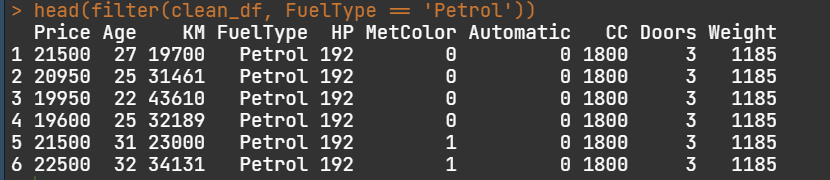 > head(filter(clean_df, FuelType == 'Petrol'))
  Price Age    KM FuelType  HP MetColor Automatic   CC Doors Weight
1 21500  27 19700   Petrol 192        0         0 1800     3   1185
2 20950  25 31461   Petrol 192        0         0 1800     3   1185
3 19950  22 43610   Petrol 192        0         0 1800     3   1185
4 19600  25 32189   Petrol 192        0         0 1800     3   1185
5 21500  31 23000   Petrol 192        1         0 1800     3   1185
6 22500  32 34131   Petrol 192        1         0 1800     3   1185